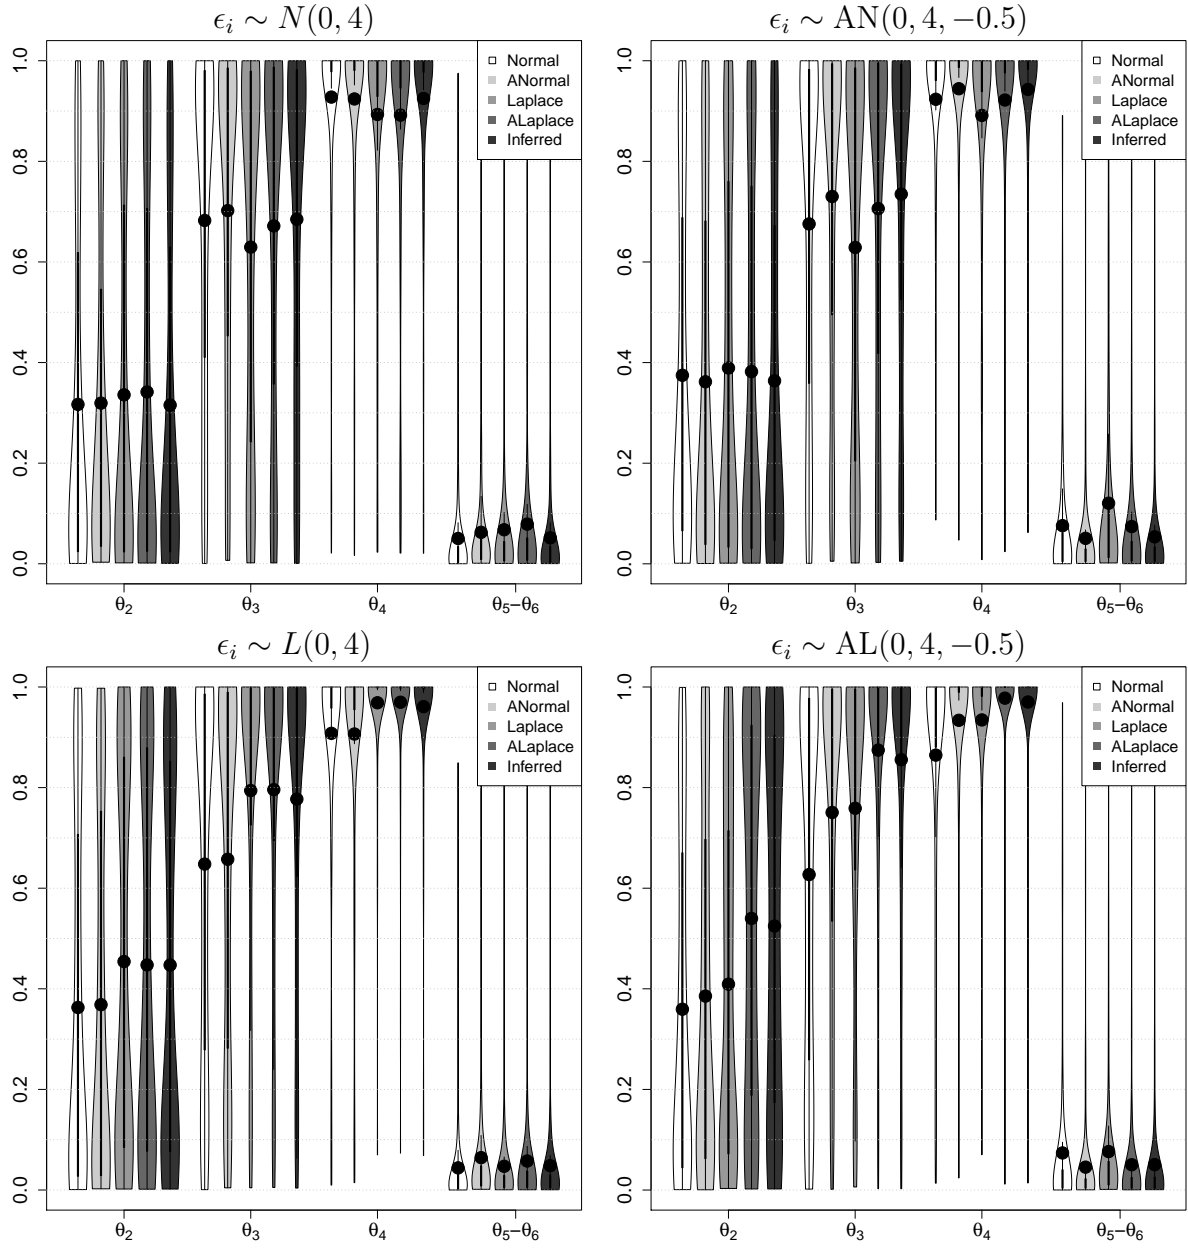 ϵᵢ ∼ N(0, 4)
1.0
0.8
0.6
0.4
0.2
0.0
Normal
ANormal
Laplace
ALaplace
Inferred
θ₂ θ₃ θ₄ θ₅−θ₆
ϵᵢ ∼ AN(0, 4, −0.5)
1.0
0.8
0.6
0.4
0.2
0.0
Normal
ANormal
Laplace
ALaplace
Inferred
θ₂ θ₃ θ₄ θ₅−θ₆
ϵᵢ ∼ L(0, 4)
1.0
0.8
0.6
0.4
0.2
0.0
Normal
ANormal
Laplace
ALaplace
Inferred
θ₂ θ₃ θ₄ θ₅−θ₆
ϵᵢ ∼ AL(0, 4, −0.5)
1.0
0.8
0.6
0.4
0.2
0.0
Normal
ANormal
Laplace
ALaplace
Inferred
θ₂ θ₃ θ₄ θ₅−θ₆